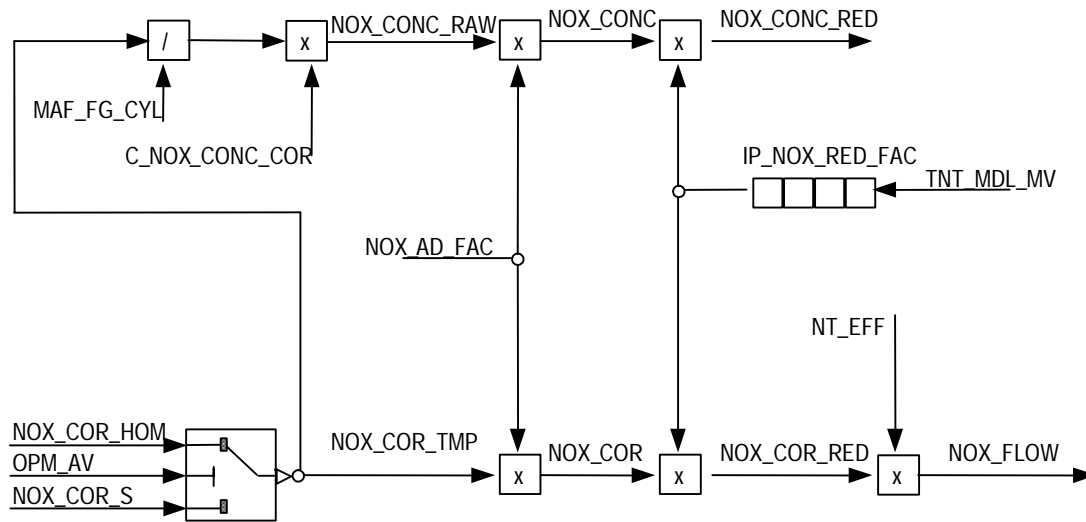 NOX_CONC_RAW
NOX_CONC
NOX_CONC_RED
/
x
x
x
MAF_FG_CYL
C_NOX_CONC_COR
IP_NOX_RED_FAC
TNT_MDL_MV
NOX_AD_FAC
NT_EFF
NOX_COR_HOM
OPM_AV
NOX_COR_S
NOX_COR_TMP
x
NOX_COR
x
NOX_COR_RED
x
NOX_FLOW